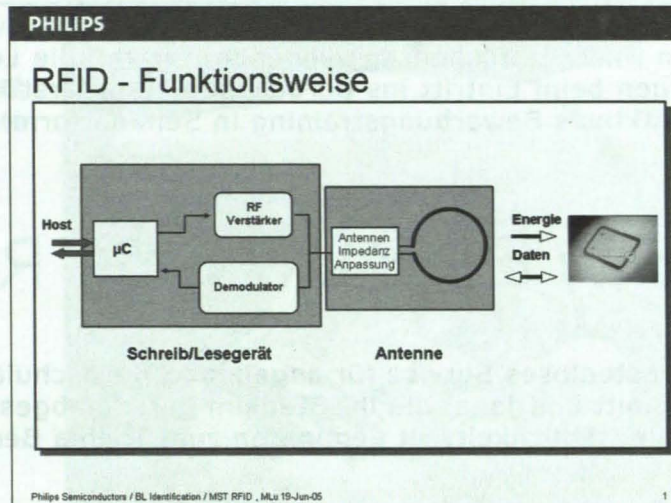 PHILIPS
RFID - Funktionsweise
Host
µC
RF
Verstärker
Demodulator
Antennen
Impedanz
Anpassung
Energie
Daten
Schreib/Lesegerät
Antenne
Philips Semiconductors / BL Identification / MST RFID , MLu 19-Jun-05
1